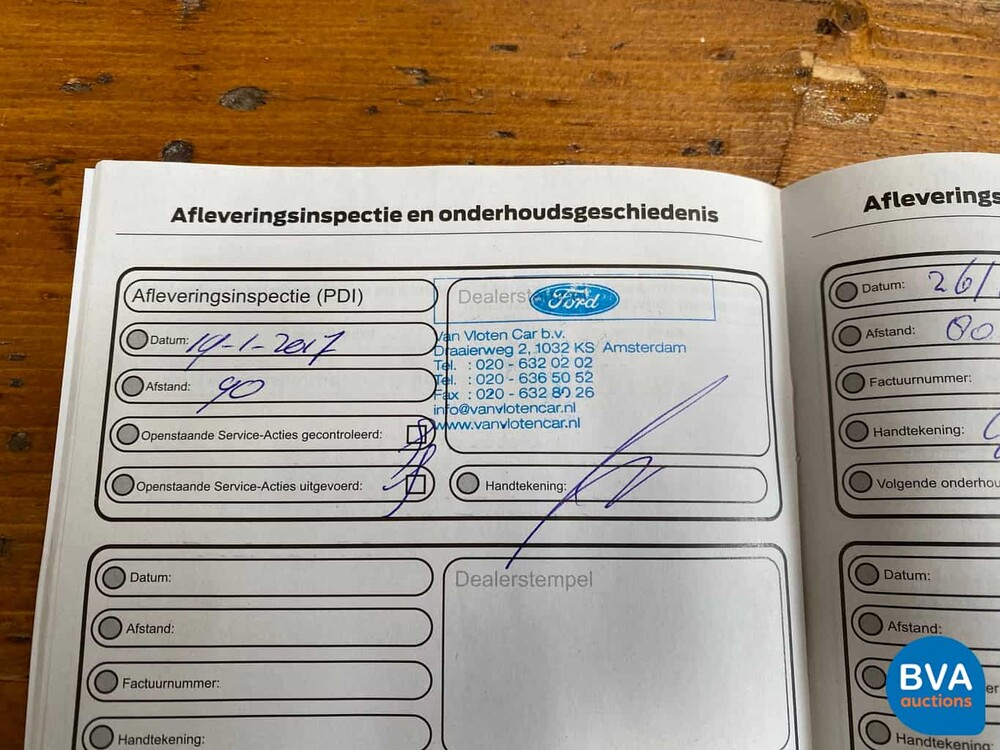 Afleveringsinspectie en onderhoudsgeschiedenis
Afleveringsinspectie (PDI)
Datum: 19-1-2017
Afstand: 90
Openstaande Service-Acties gecontroleerd:
Openstaande Service-Acties uitgevoerd:
Ford
Van Vloten Car b.v.
Draaierweg 2, 1032 KS Amsterdam
Tel. : 020 - 632 02 02
Tel. : 020 - 636 50 52
Fax : 020 - 632 80 26
info@vanvlotencar.nl
www.vanvlotencar.nl
Handtekening:
Datum:
Afstand:
Factuurnummer:
Handtekening:
Dealerstempel
Afleverings
Datum: 26/
Afstand: 80
Factuurnummer:
Handtekening:
Volgende onderhou
Datum:
Afstand:
Handtekening:
BVA
auctions